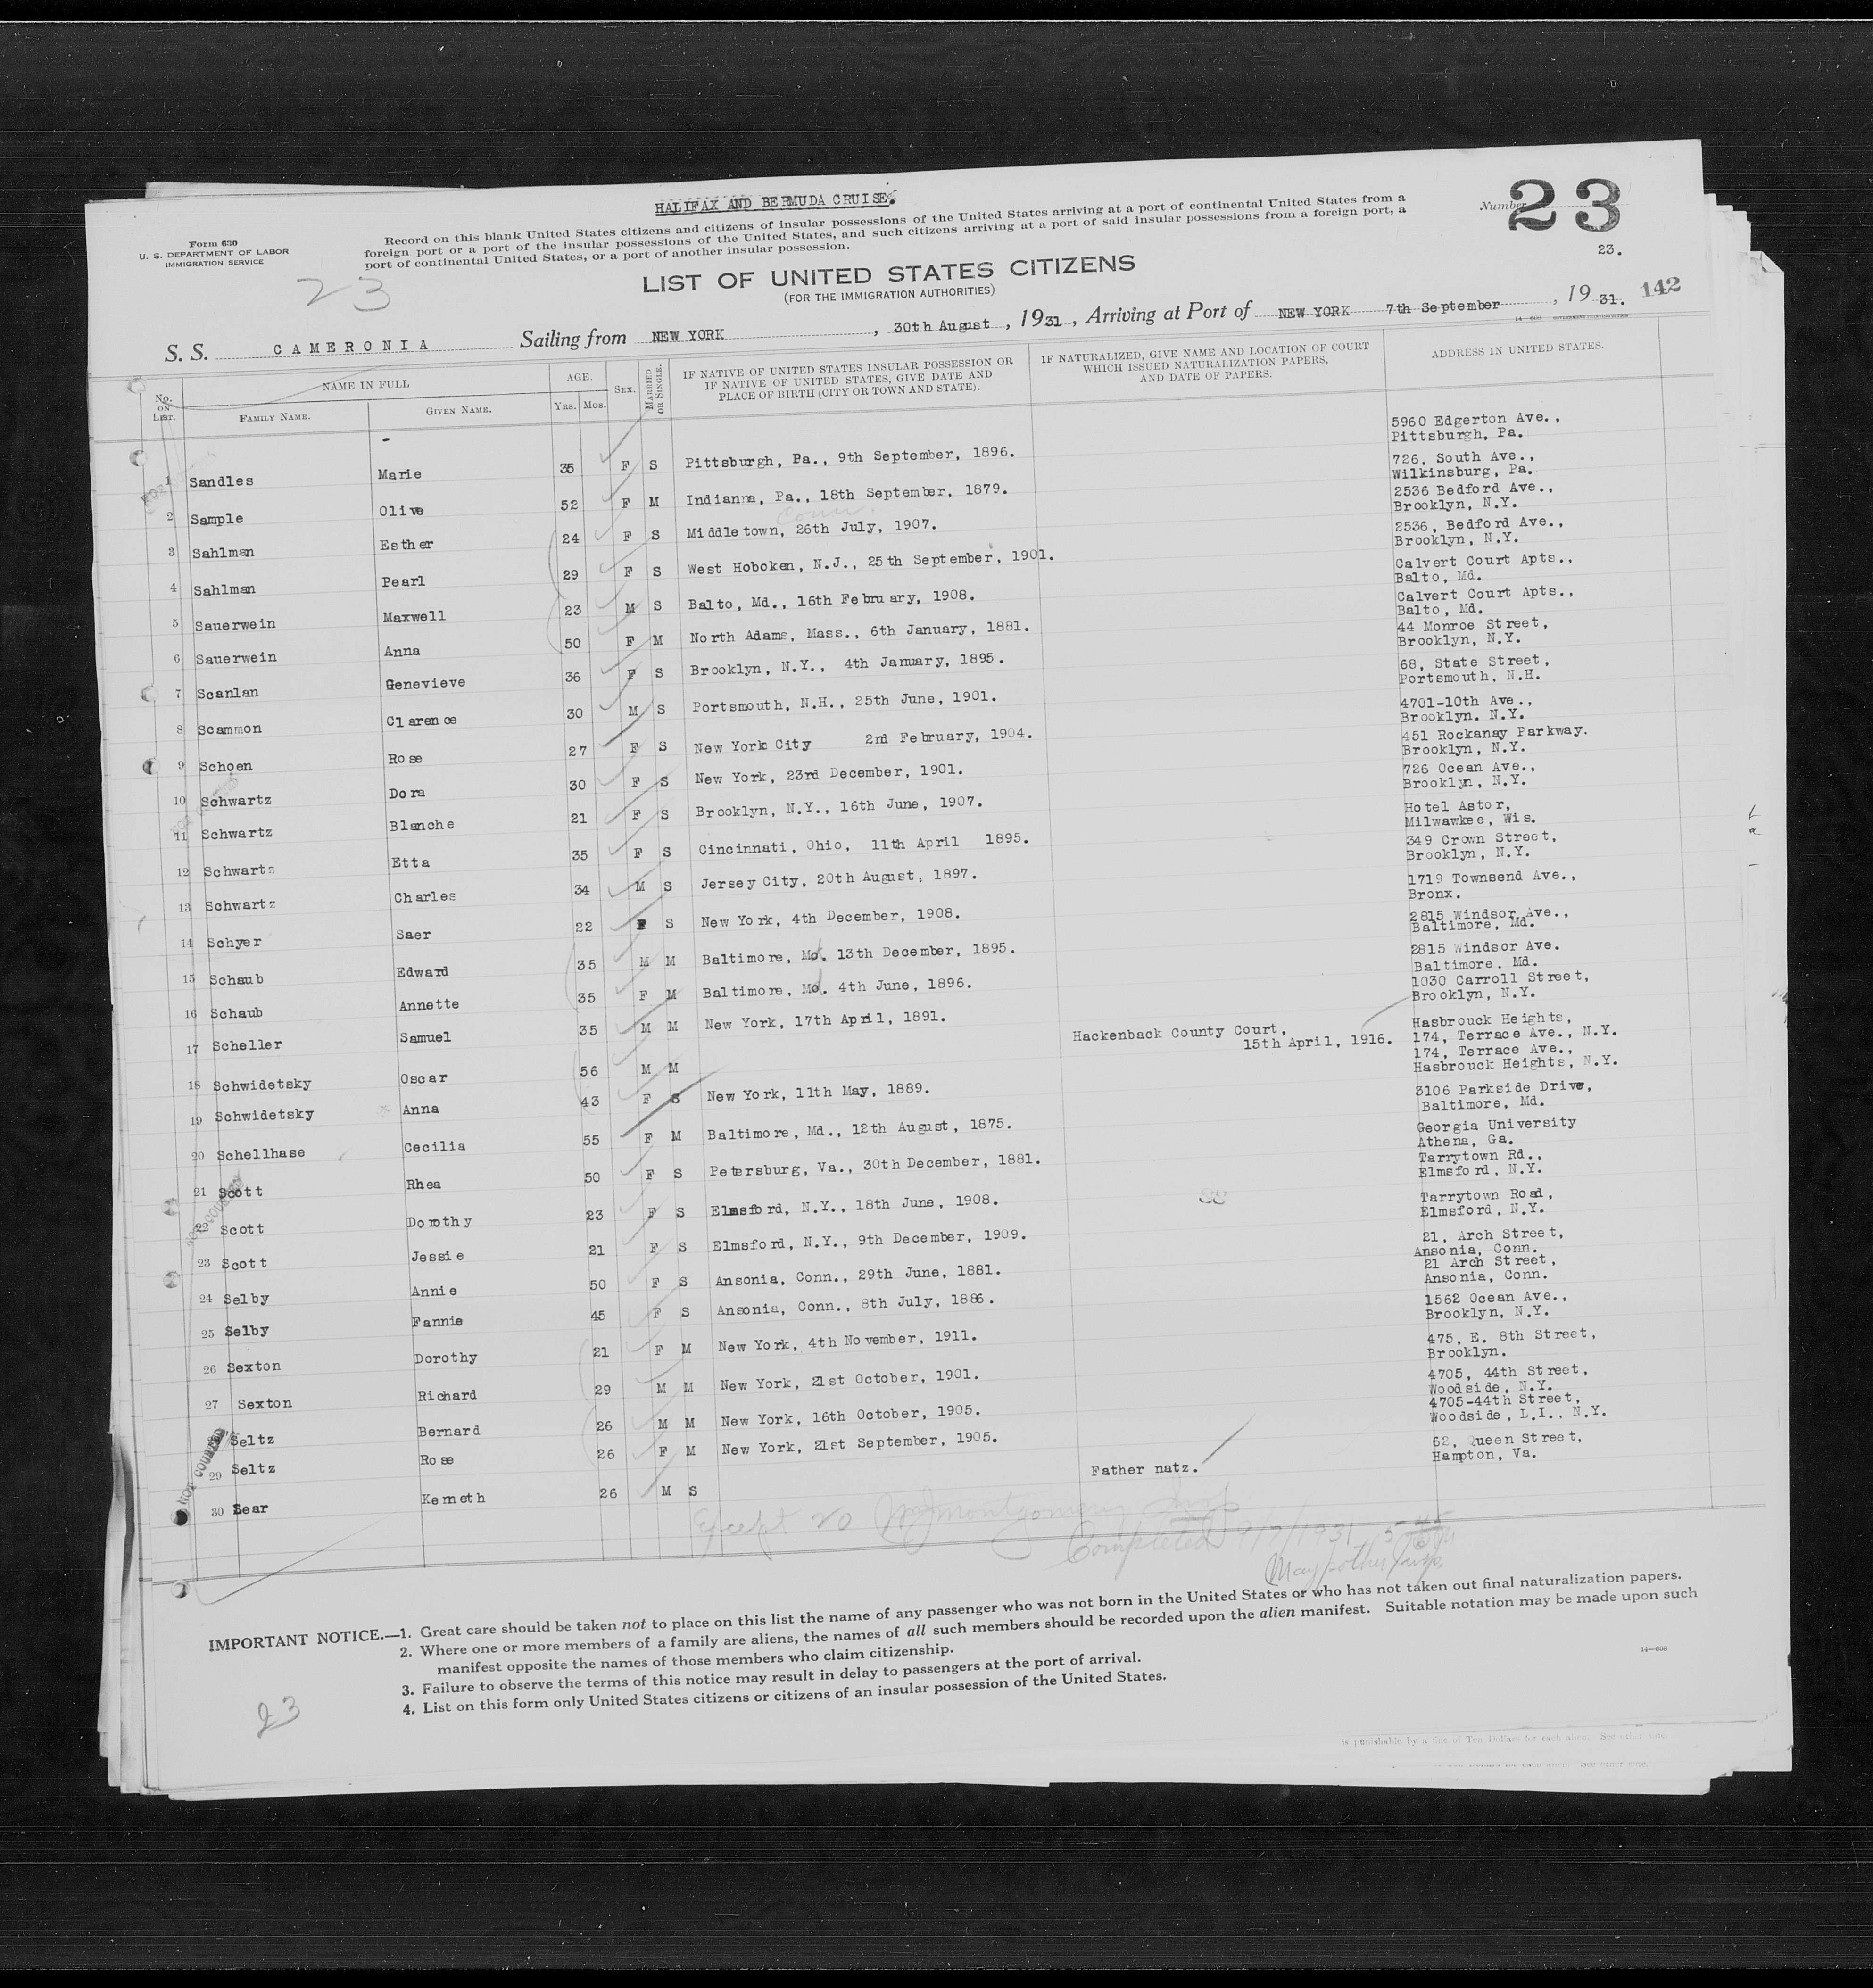 HALIFAX AND BERMUDA CRUISE.
Form 630
U. S. DEPARTMENT OF LABOR
IMMIGRATION SERVICE
Record on this blank United States citizens and citizens of insular possessions of the United States arriving at a port of continental United States from a
foreign port or a port of the insular possessions of the United States, and such citizens arriving at a port of said insular possessions from a foreign port, a
port of continental United States, or a port of another insular possession.
Number
23
23.
23
LIST OF UNITED STATES CITIZENS
(FOR THE IMMIGRATION AUTHORITIES)
142
S. S. CAMERONIA Sailing from NEW YORK, 30th August, 1931, Arriving at Port of NEW YORK 7th September, 1931.
No. ON LIST. NAME IN FULL FAMILY NAME. GIVEN NAME. AGE. YRS. MOS. SEX. MARRIED OR SINGLE. IF NATIVE OF UNITED STATES INSULAR POSSESSION OR IF NATIVE OF UNITED STATES, GIVE DATE AND PLACE OF BIRTH (CITY OR TOWN AND STATE). IF NATURALIZED, GIVE NAME AND LOCATION OF COURT WHICH ISSUED NATURALIZATION PAPERS, AND DATE OF PAPERS. ADDRESS IN UNITED STATES.
1 Sandles Marie 35 F S Pittsburgh, Pa., 9th September, 1896. 5960 Edgerton Ave., Pittsburgh, Pa.
2 Sample Olive 52 F M Indianna, Pa., 18th September, 1879. 726, South Ave., Wilkinsburg, Pa.
Conn.
3 Sahlman Esther 24 F S Middletown, 26th July, 1907. 2536 Bedford Ave., Brooklyn, N.Y.
4 Sahlman Pearl 29 F S West Hoboken, N.J., 25th September, 1901. 2536, Bedford Ave., Brooklyn, N.Y.
5 Sauerwein Maxwell 23 M S Balto, Md., 16th February, 1908. Calvert Court Apts., Balto, Md.
6 Sauerwein Anna 50 F M North Adams, Mass., 6th January, 1881. Calvert Court Apts., Balto, Md.
7 Scanlan Genevieve 36 F S Brooklyn, N.Y., 4th January, 1895. 44 Monroe Street, Brooklyn, N.Y.
8 Scammon Clarence 30 M S Portsmouth, N.H., 25th June, 1901. 68, State Street, Portsmouth, N.H.
9 Schoen Rose 27 F S New York City 2nd February, 1904. 4701-10th Ave., Brooklyn. N.Y.
10 Schwartz Dora 30 F S New York, 23rd December, 1901. 451 Rockanay Parkway. Brooklyn, N.Y.
11 Schwartz Blanche 21 F S Brooklyn, N.Y., 16th June, 1907. 726 Ocean Ave., Brooklyn, N.Y.
12 Schwartz Etta 35 F S Cincinnati, Ohio, 11th April 1895. Hotel Astor, Milwawkee, Wis.
13 Schwartz Charles 34 M S Jersey City, 20th August, 1897. 349 Crown Street, Brooklyn, N.Y.
14 Schyer Saer 22 F S New York, 4th December, 1908. 1719 Townsend Ave., Bronx.
15 Schaub Edward 35 M M Baltimore, Md. 13th December, 1895. 2815 Windsor Ave., Baltimore, Md.
16 Schaub Annette 35 F M Baltimore, Md. 4th June, 1896. 2815 Windsor Ave. Baltimore, Md.
17 Scheller Samuel 35 M M New York, 17th April, 1891. 1030 Carroll Street, Brooklyn, N.Y.
18 Schwidetsky Oscar 56 M M Hackenback County Court, 15th April, 1916. Hasbrouck Heights, 174, Terrace Ave., N.Y.
19 Schwidetsky Anna 43 F S New York, 11th May, 1889. 174, Terrace Ave., Hasbrouck Heights, N.Y.
20 Schellhase Cecilia 55 F M Baltimore, Md., 12th August, 1875. 3106 Parkside Drive, Baltimore, Md.
21 Scott Rhea 50 F S Petersburg, Va., 30th December, 1881. Georgia University Athena, Ga.
22 Scott Dorothy 23 F S Elmsford, N.Y., 18th June, 1908. Tarrytown Rd., Elmsford, N.Y.
23 Scott Jessie 21 F S Elmsford, N.Y., 9th December, 1909. Tarrytown Road, Elmsford, N.Y.
24 Selby Annie 50 F S Ansonia, Conn., 29th June, 1881. 21, Arch Street, Ansonia, Conn.
25 Selby Fannie 45 F S Ansonia, Conn., 8th July, 1886. 21 Arch Street, Ansonia, Conn.
26 Sexton Dorothy 21 F M New York, 4th November, 1911. 1562 Ocean Ave., Brooklyn, N.Y.
27 Sexton Richard 29 M M New York, 21st October, 1901. 475, E. 8th Street, Brooklyn.
Seltz Bernard 26 M M New York, 16th October, 1905. 4705, 44th Street, Woodside, N.Y.
29 Seltz Rose 26 F M New York, 21st September, 1905. 4705-44th Street, Woodside, L.I., N.Y.
30 Sear Kenneth 26 M S Father natz. 62, Queen Street, Hampton, Va.
NOT COUNTED
Except 20 Montgomery
Completed 9/7/1931
IMPORTANT NOTICE.—1. Great care should be taken not to place on this list the name of any passenger who was not born in the United States or who has not taken out final naturalization papers.
2. Where one or more members of a family are aliens, the names of all such members should be recorded upon the alien manifest. Suitable notation may be made upon such
manifest opposite the names of those members who claim citizenship.
3. Failure to observe the terms of this notice may result in delay to passengers at the port of arrival.
4. List on this form only United States citizens or citizens of an insular possession of the United States.
14—608
23
is punishable by a fine of Ten Dollars for each alien. See other side.